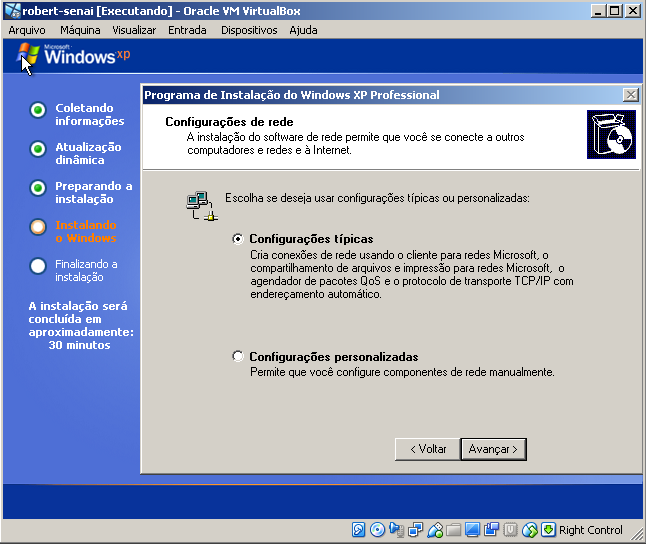 robert-senai [Executando] - Oracle VM VirtualBox
Arquivo Máquina Visualizar Entrada Dispositivos Ajuda
Microsoft
Windows xp
Coletando
informações
Atualização
dinâmica
Preparando a
instalação
Instalando
o Windows
Finalizando a
instalação
A instalação será
concluída em
aproximadamente:
30 minutos
Programa de Instalação do Windows XP Professional
Configurações de rede
A instalação do software de rede permite que você se conecte a outros
computadores e redes e à Internet.
Escolha se deseja usar configurações típicas ou personalizadas:
Configurações típicas
Cria conexões de rede usando o cliente para redes Microsoft, o
compartilhamento de arquivos e impressão para redes Microsoft, o
agendador de pacotes QoS e o protocolo de transporte TCP/IP com
endereçamento automático.
Configurações personalizadas
Permite que você configure componentes de rede manualmente.
< Voltar Avançar >
Right Control